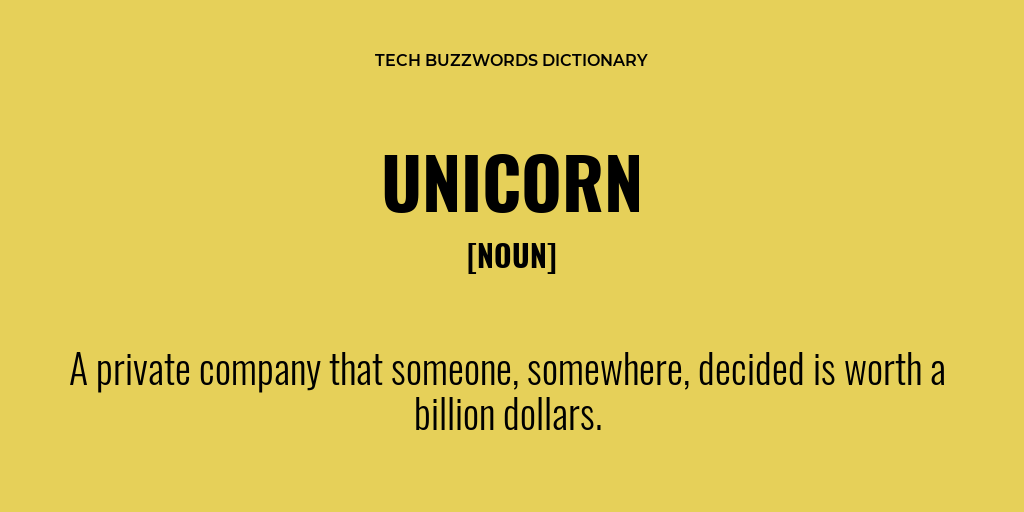 TECH BUZZWORDS DICTIONARY
UNICORN
[NOUN]
A private company that someone, somewhere, decided is worth a
billion dollars.